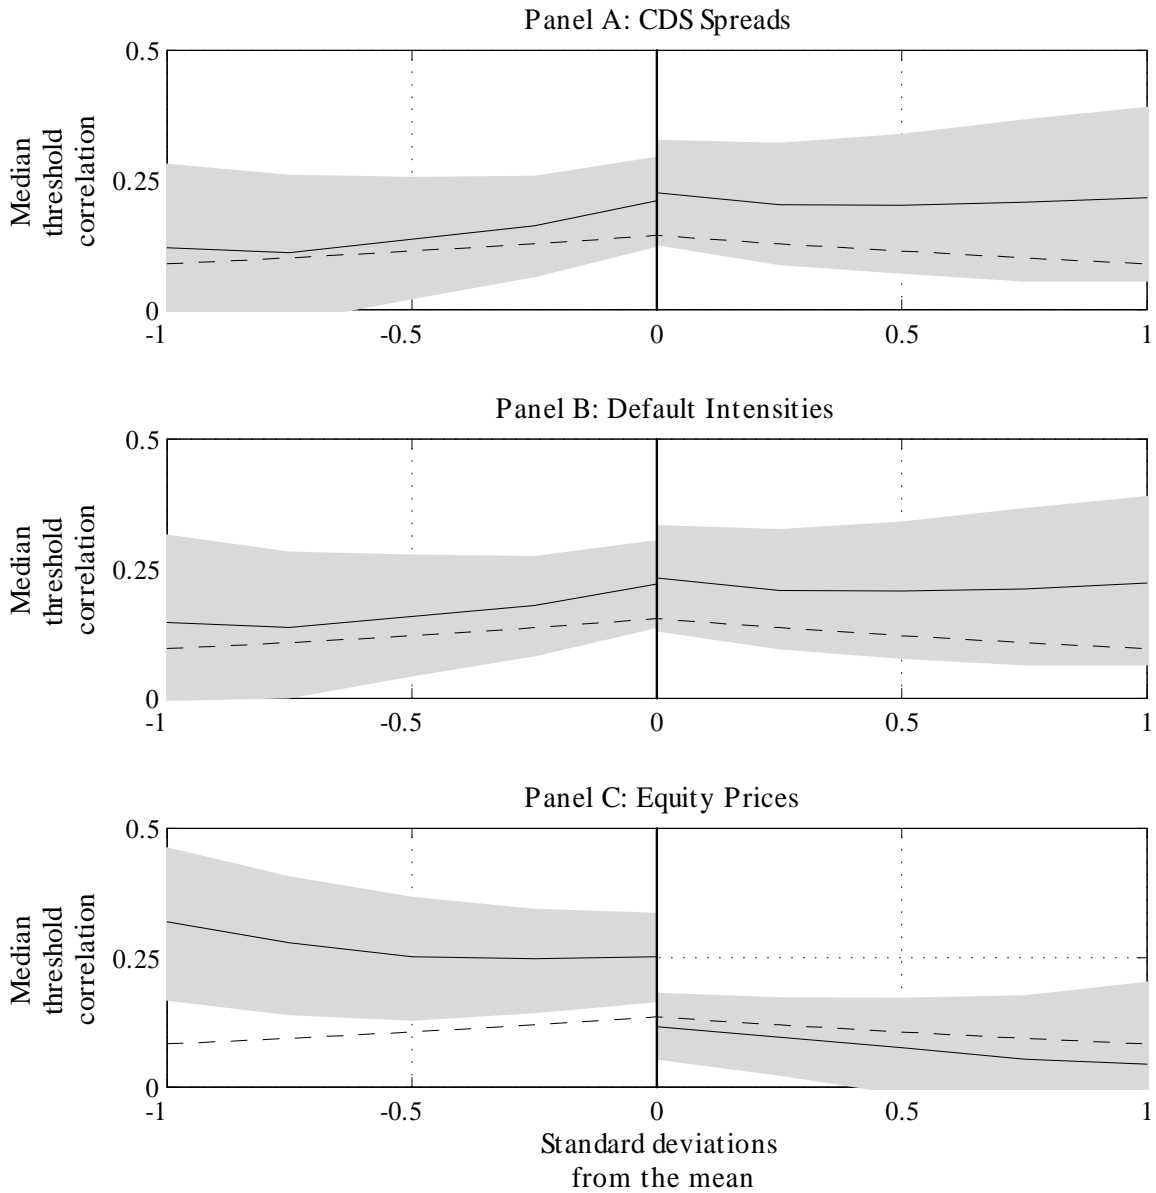 Panel A: CDS Spreads
Median
threshold
correlation
0.5
0.25
0
-1
-0.5
0
0.5
1
Panel B: Default Intensities
Median
threshold
correlation
0.5
0.25
0
-1
-0.5
0
0.5
1
Panel C: Equity Prices
Median
threshold
correlation
0.5
0.25
0
-1
-0.5
0
0.5
1
Standard deviations
from the mean